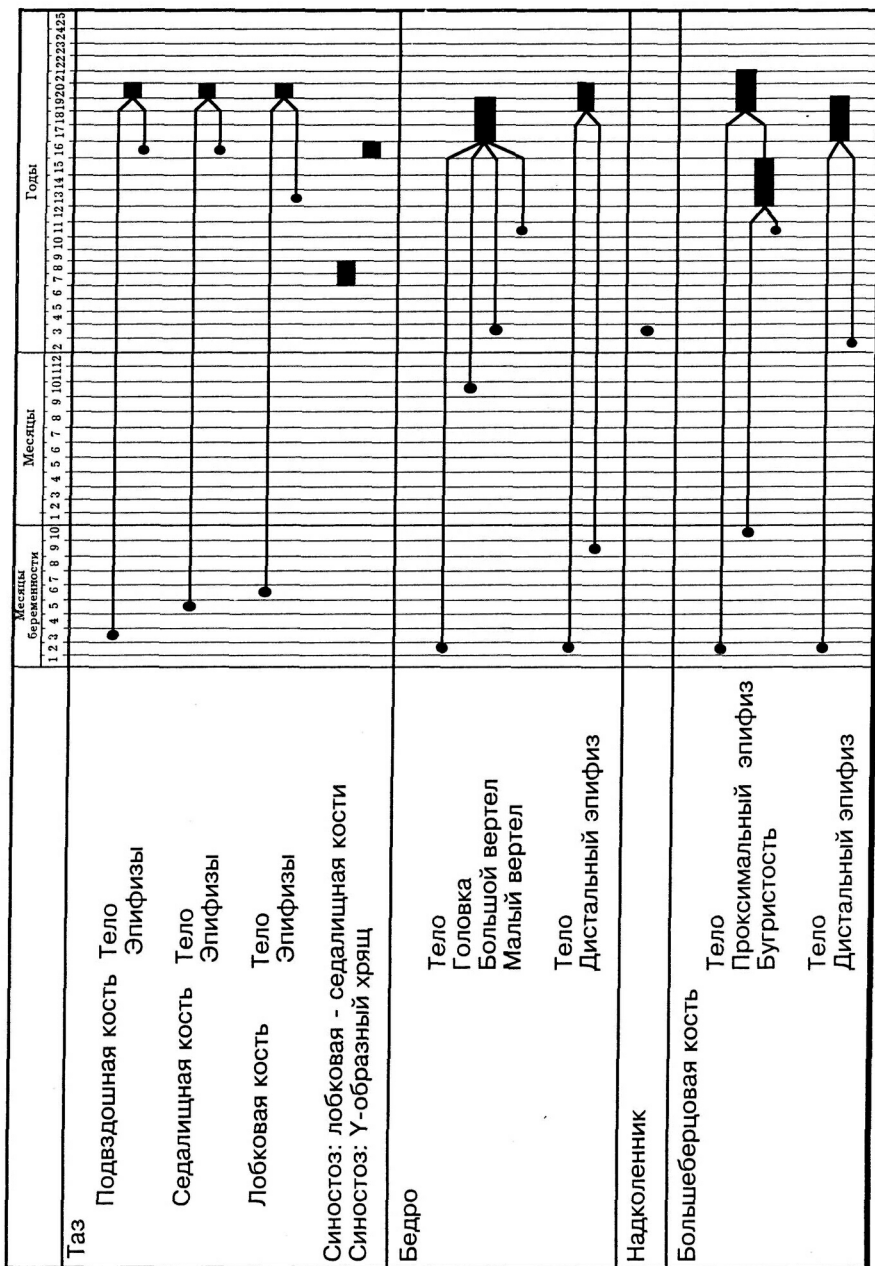 Месяцы
беременности
Месяцы
Годы
1 2 3 4 5 6 7 8 9 10 1 2 3 4 5 6 7 8 9 10 11 12 2 3 4 5 6 7 8 9 10 11 12 13 14 15 16 17 18 19 20 21 22 23 24 25
Таз
Подвздошная кость Тело
Эпифизы
Седалищная кость Тело
Эпифизы
Лобковая кость Тело
Эпифизы
Синостоз: лобковая - седалищная кости
Синостоз: Y-образный хрящ
Бедро
Тело
Головка
Большой вертел
Малый вертел
Тело
Дистальный эпифиз
Надколенник
Большеберцовая кость
Тело
Проксимальный эпифиз
Бугристость
Тело
Дистальный эпифиз